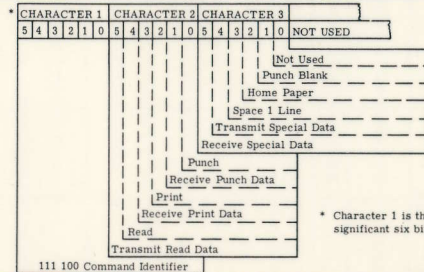 * CHARACTER 1 CHARACTER 2 CHARACTER 3
5 4 3 2 1 0 5 4 3 2 1 0 5 4 3 2 1 0 NOT USED
Not Used
Punch Blank
Home Paper
Space 1 Line
Transmit Special Data
Receive Special Data
Punch
Receive Punch Data
Print
Receive Print Data
* Character 1 is th
Read
significant six bi
Transmit Read Data
111 100 Command Identifier